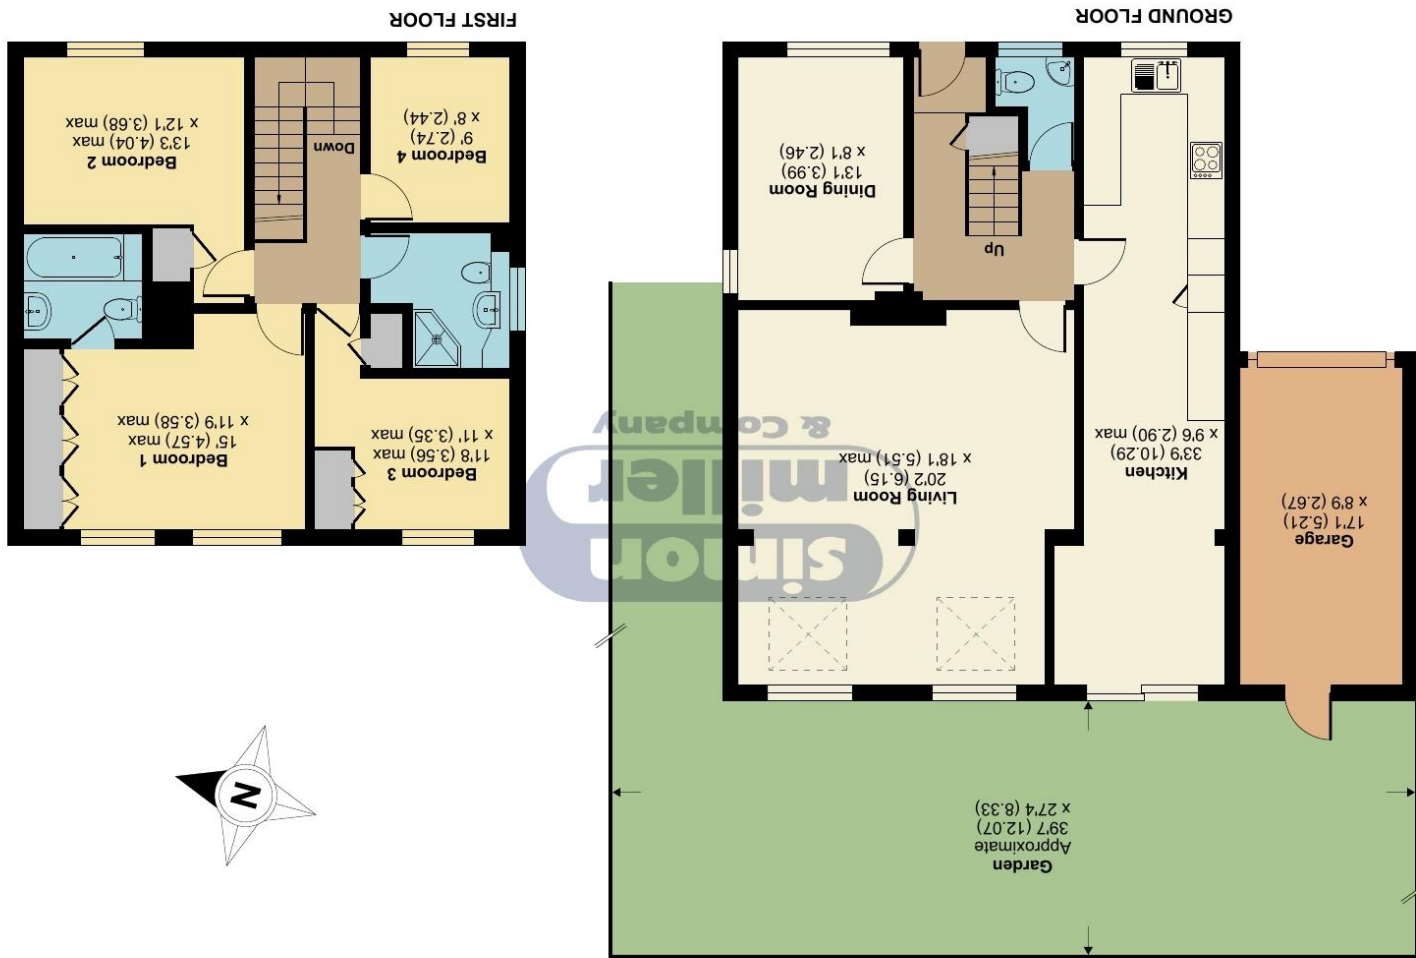 Garden
Approximate
39'7 (12.07)
x 27'4 (8.33)
N
Garage
17'1 (5.21)
x 8'9 (2.67)
Kitchen
33'9 (10.29)
x 9'6 (2.90) max
Living Room
20'2 (6.15)
x 18'1 (5.51) max
simon
miller
& Company
Bedroom 3
11'8 (3.56) max
x 11' (3.35) max
Bedroom 1
15' (4.57) max
x 11'9 (3.58) max
Up
Dining Room
13'1 (3.99)
x 8'1 (2.46)
Bedroom 4
9' (2.74)
x 8' (2.44)
Down
Bedroom 2
13'3 (4.04) max
x 12'1 (3.68) max
GROUND FLOOR
FIRST FLOOR